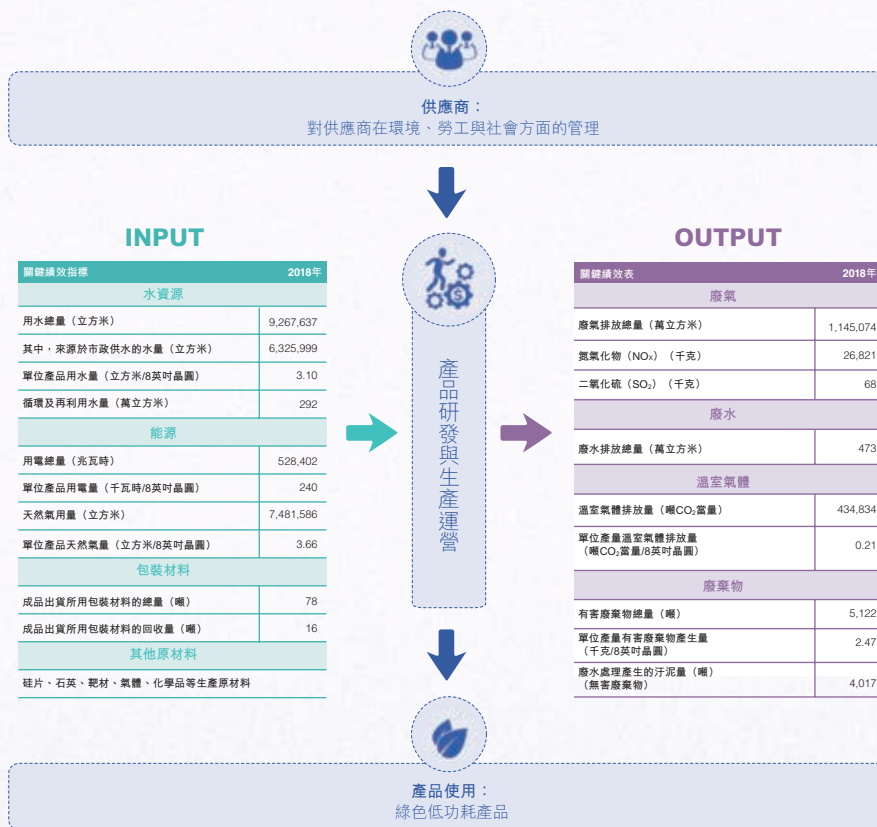 供應商：
對供應商在環境、勞工與社會方面的管理
INPUT
關鍵績效指標 2018年
水資源
用水總量（立方米） 9,267,637
其中，來源於市政供水的水量（立方米） 6,325,999
單位產品用水量（立方米/8英吋晶圓） 3.10
循環及再利用水量（萬立方米） 292
能源
用電總量（兆瓦時） 528,402
單位產品用電量（千瓦時/8英吋晶圓） 240
天然氣用量（立方米） 7,481,586
單位產品天然氣量（立方米/8英吋晶圓） 3.66
包裝材料
成品出貨所用包裝材料的總量（噸） 78
成品出貨所用包裝材料的回收量（噸） 16
其他原材料
硅片、石英、靶材、氣體、化學品等生產原材料
產品研發與生產運營
OUTPUT
關鍵績效表 2018年
廢氣
廢氣排放總量（萬立方米） 1,145,074
氮氧化物（NOx）（千克） 26,821
二氧化硫（SO₂）（千克） 68
廢水
廢水排放總量（萬立方米） 473
溫室氣體
溫室氣體排放量（噸CO₂當量） 434,834
單位產量溫室氣體排放量
（噸CO₂當量/8英吋晶圓） 0.21
廢棄物
有害廢棄物總量（噸） 5,122
單位產量有害廢棄物產生量
（千克/8英吋晶圓） 2.47
廢水處理產生的汙泥量（噸）
（無害廢棄物） 4,017
產品使用：
綠色低功耗產品